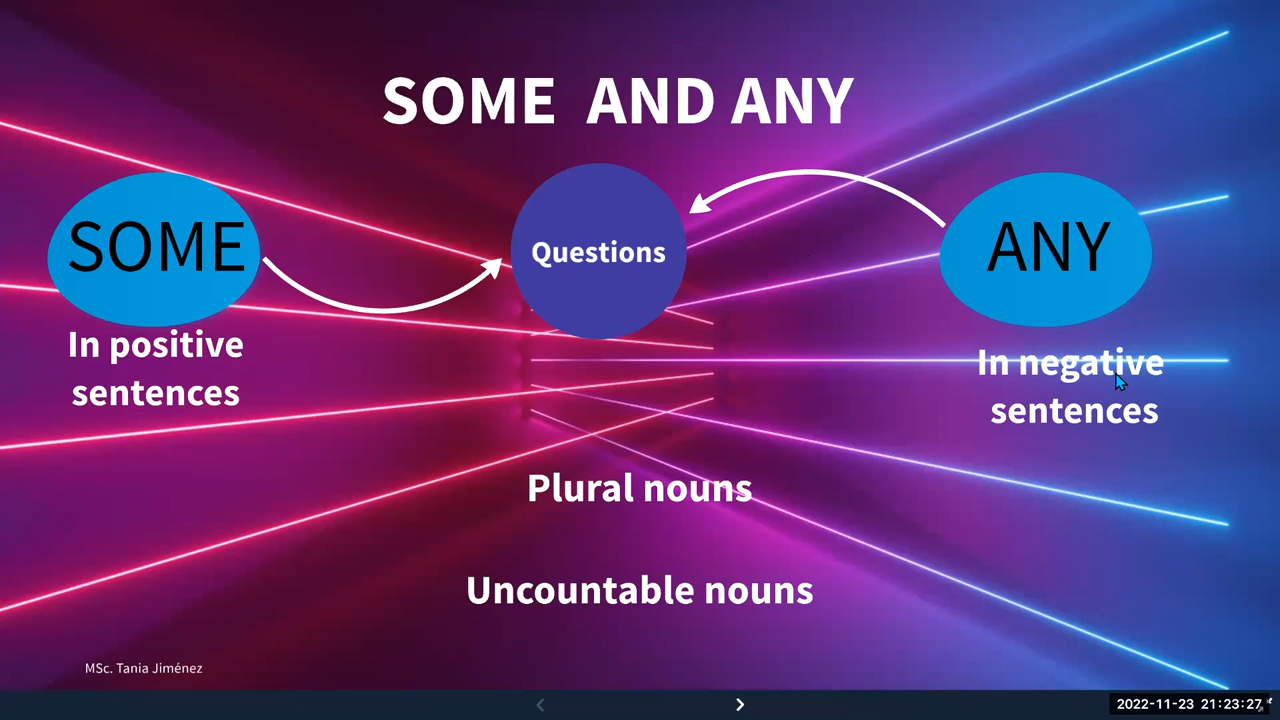 SOME AND ANY
SOME
Questions
ANY
In positive
sentences
In negative
sentences
Plural nouns
Uncountable nouns
MSc. Tania Jiménez
2022-11-23 21:23:27